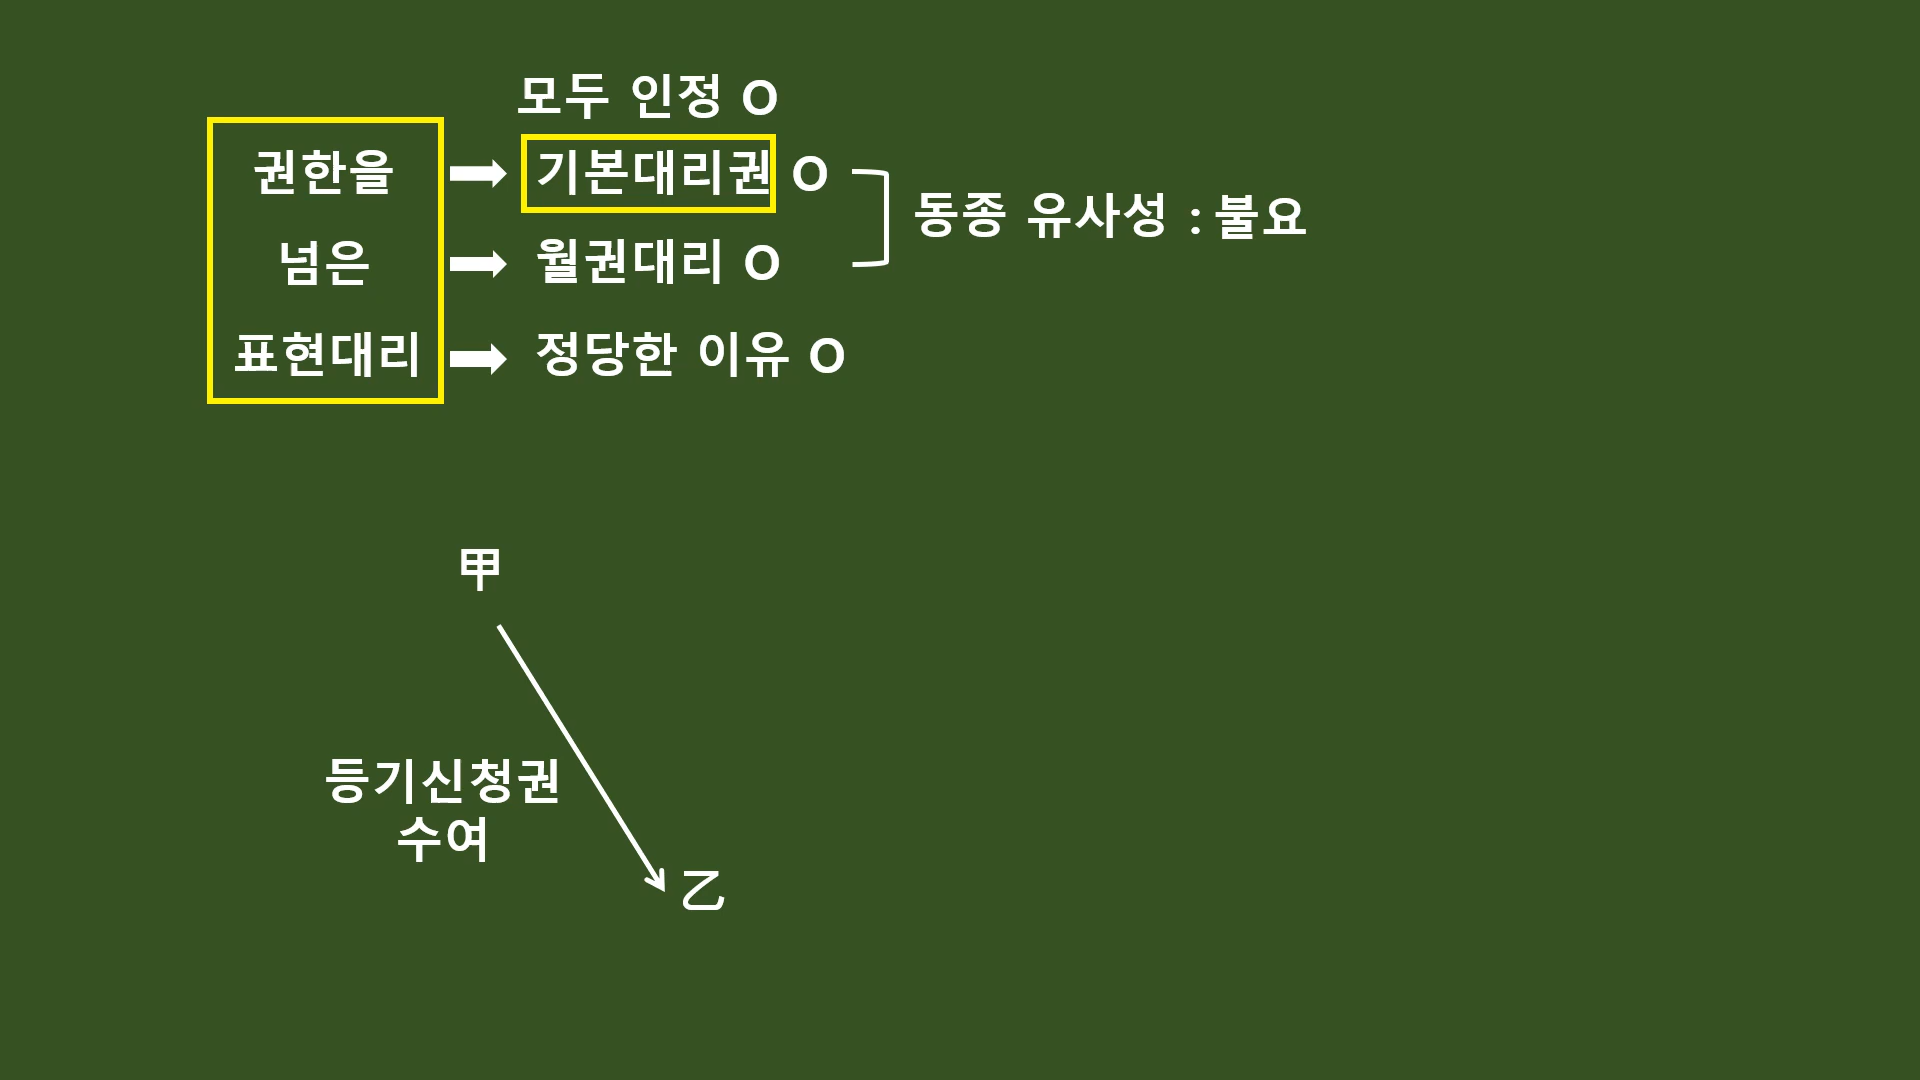 모두 인정 O
권한을 기본대리권 O
넘은 월권대리 O
동종 유사성 : 불요
표현대리 정당한 이유 O
甲
등기신청권
수여
乙